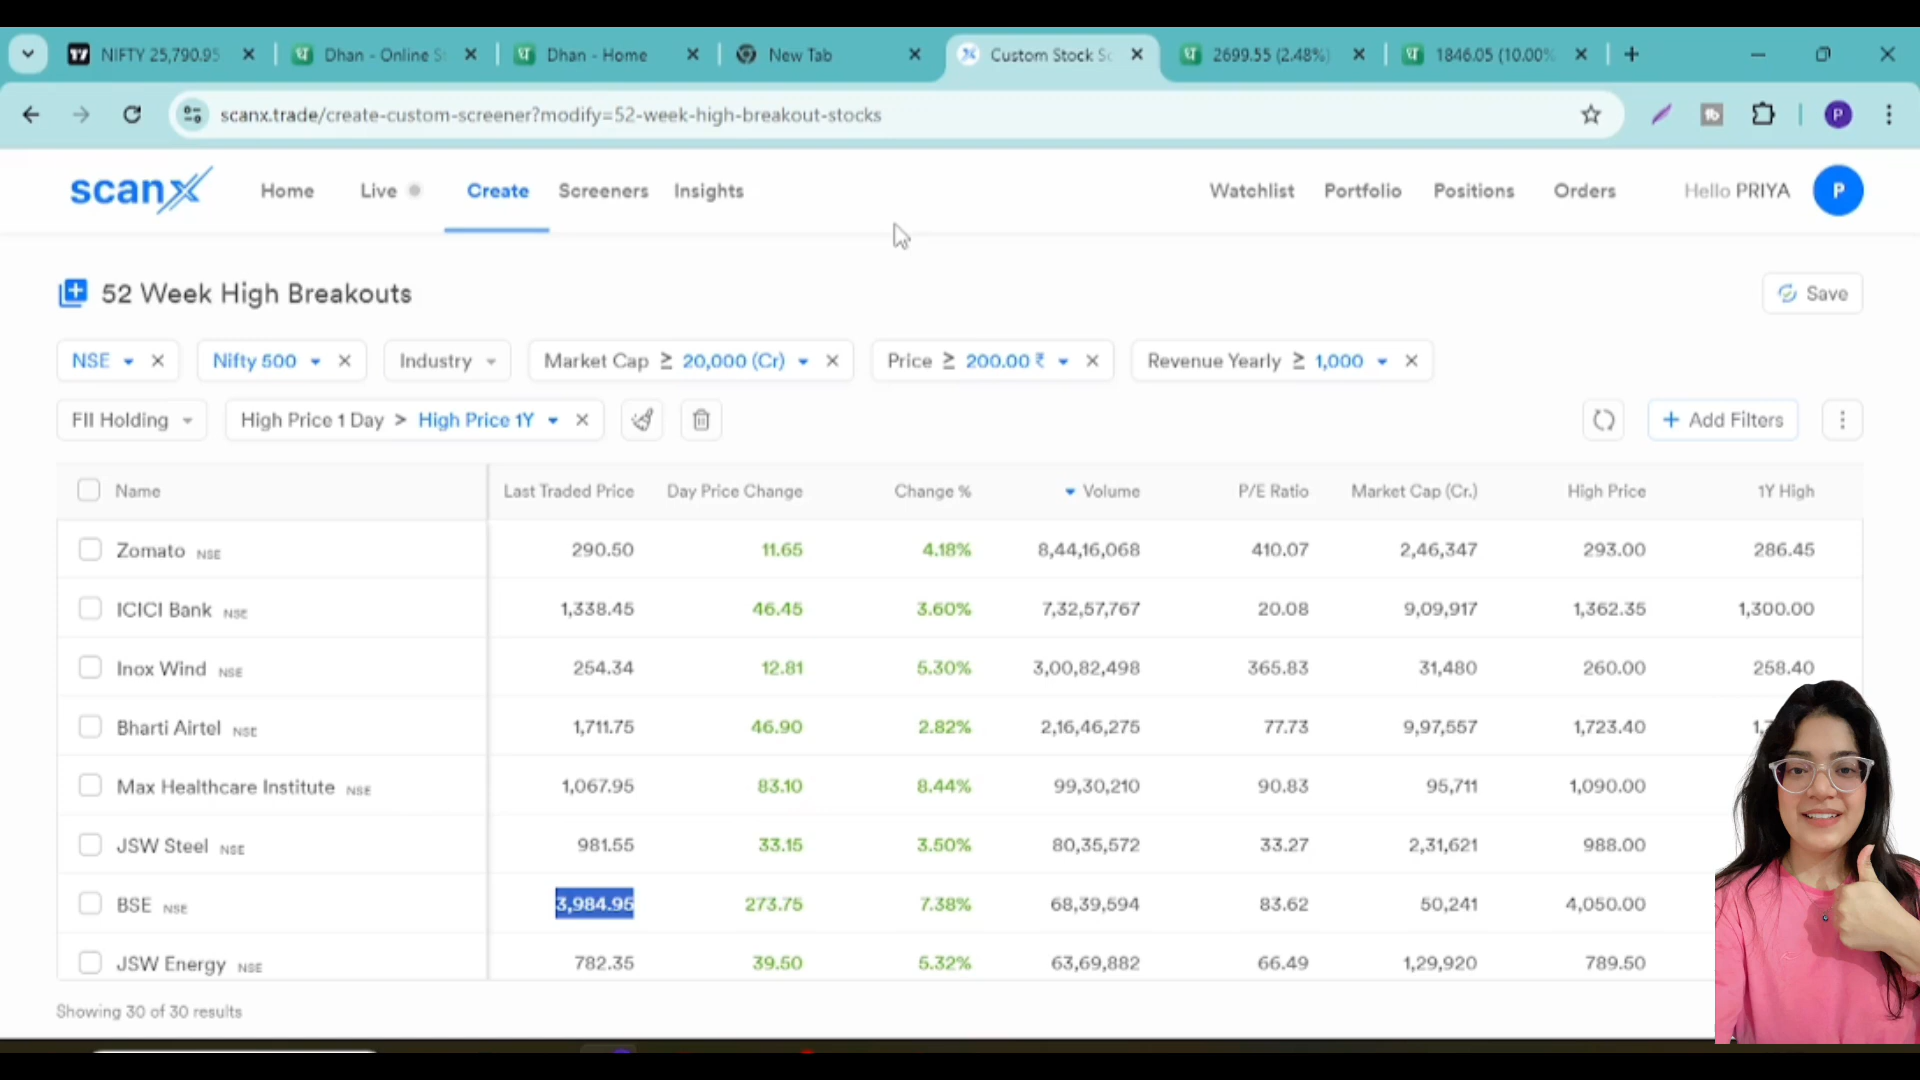 NIFTY 25,790.95
Dhan - Online S
Dhan - Home
New Tab
Custom Stock Sc
2699.55 (2.48%)
1846.05 (10.00%
scanx.trade/create-custom-screener?modify=52-week-high-breakout-stocks
P
scanx Home Live Create Screeners Insights Watchlist Portfolio Positions Orders Hello PRIYA P
52 Week High Breakouts
Save
NSE Nifty 500 Industry Market Cap ≥ 20,000 (Cr) Price ≥ 200.00 ₹ Revenue Yearly ≥ 1,000
FII Holding High Price 1 Day > High Price 1Y + Add Filters
Name Last Traded Price Day Price Change Change % Volume P/E Ratio Market Cap (Cr.) High Price 1Y High
Zomato NSE 290.50 11.65 4.18% 8,44,16,068 410.07 2,46,347 293.00 286.45
ICICI Bank NSE 1,338.45 46.45 3.60% 7,32,57,767 20.08 9,09,917 1,362.35 1,300.00
Inox Wind NSE 254.34 12.81 5.30% 3,00,82,498 365.83 31,480 260.00 258.40
Bharti Airtel NSE 1,711.75 46.90 2.82% 2,16,46,275 77.73 9,97,557 1,723.40
Max Healthcare Institute NSE 1,067.95 83.10 8.44% 99,30,210 90.83 95,711 1,090.00
JSW Steel NSE 981.55 33.15 3.50% 80,35,572 33.27 2,31,621 988.00
BSE NSE 3,984.95 273.75 7.38% 68,39,594 83.62 50,241 4,050.00
JSW Energy NSE 782.35 39.50 5.32% 63,69,882 66.49 1,29,920 789.50
Showing 30 of 30 results